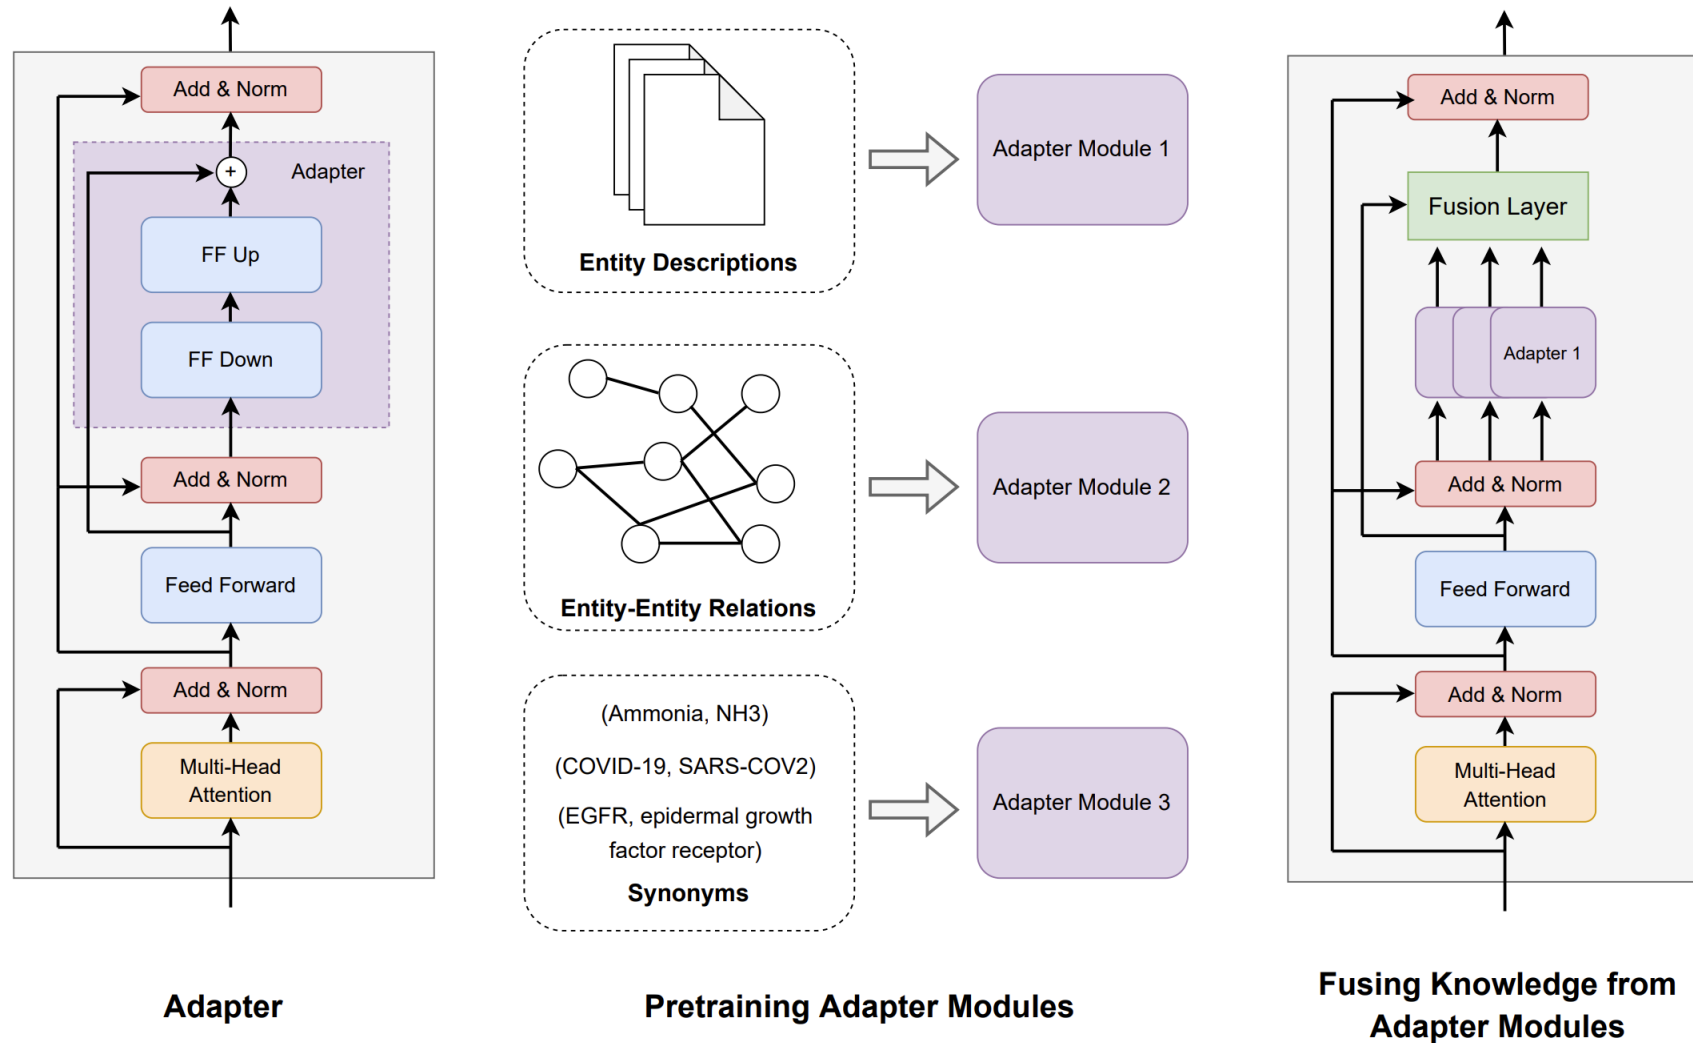 Add & Norm
+
Adapter
FF Up
FF Down
Add & Norm
Feed Forward
Add & Norm
Multi-Head
Attention
Adapter
Entity Descriptions
Adapter Module 1
Entity-Entity Relations
Adapter Module 2
(Ammonia, NH3)
(COVID-19, SARS-COV2)
(EGFR, epidermal growth
factor receptor)
Synonyms
Adapter Module 3
Pretraining Adapter Modules
Add & Norm
Fusion Layer
Adapter 1
Add & Norm
Feed Forward
Add & Norm
Multi-Head
Attention
Fusing Knowledge from
Adapter Modules